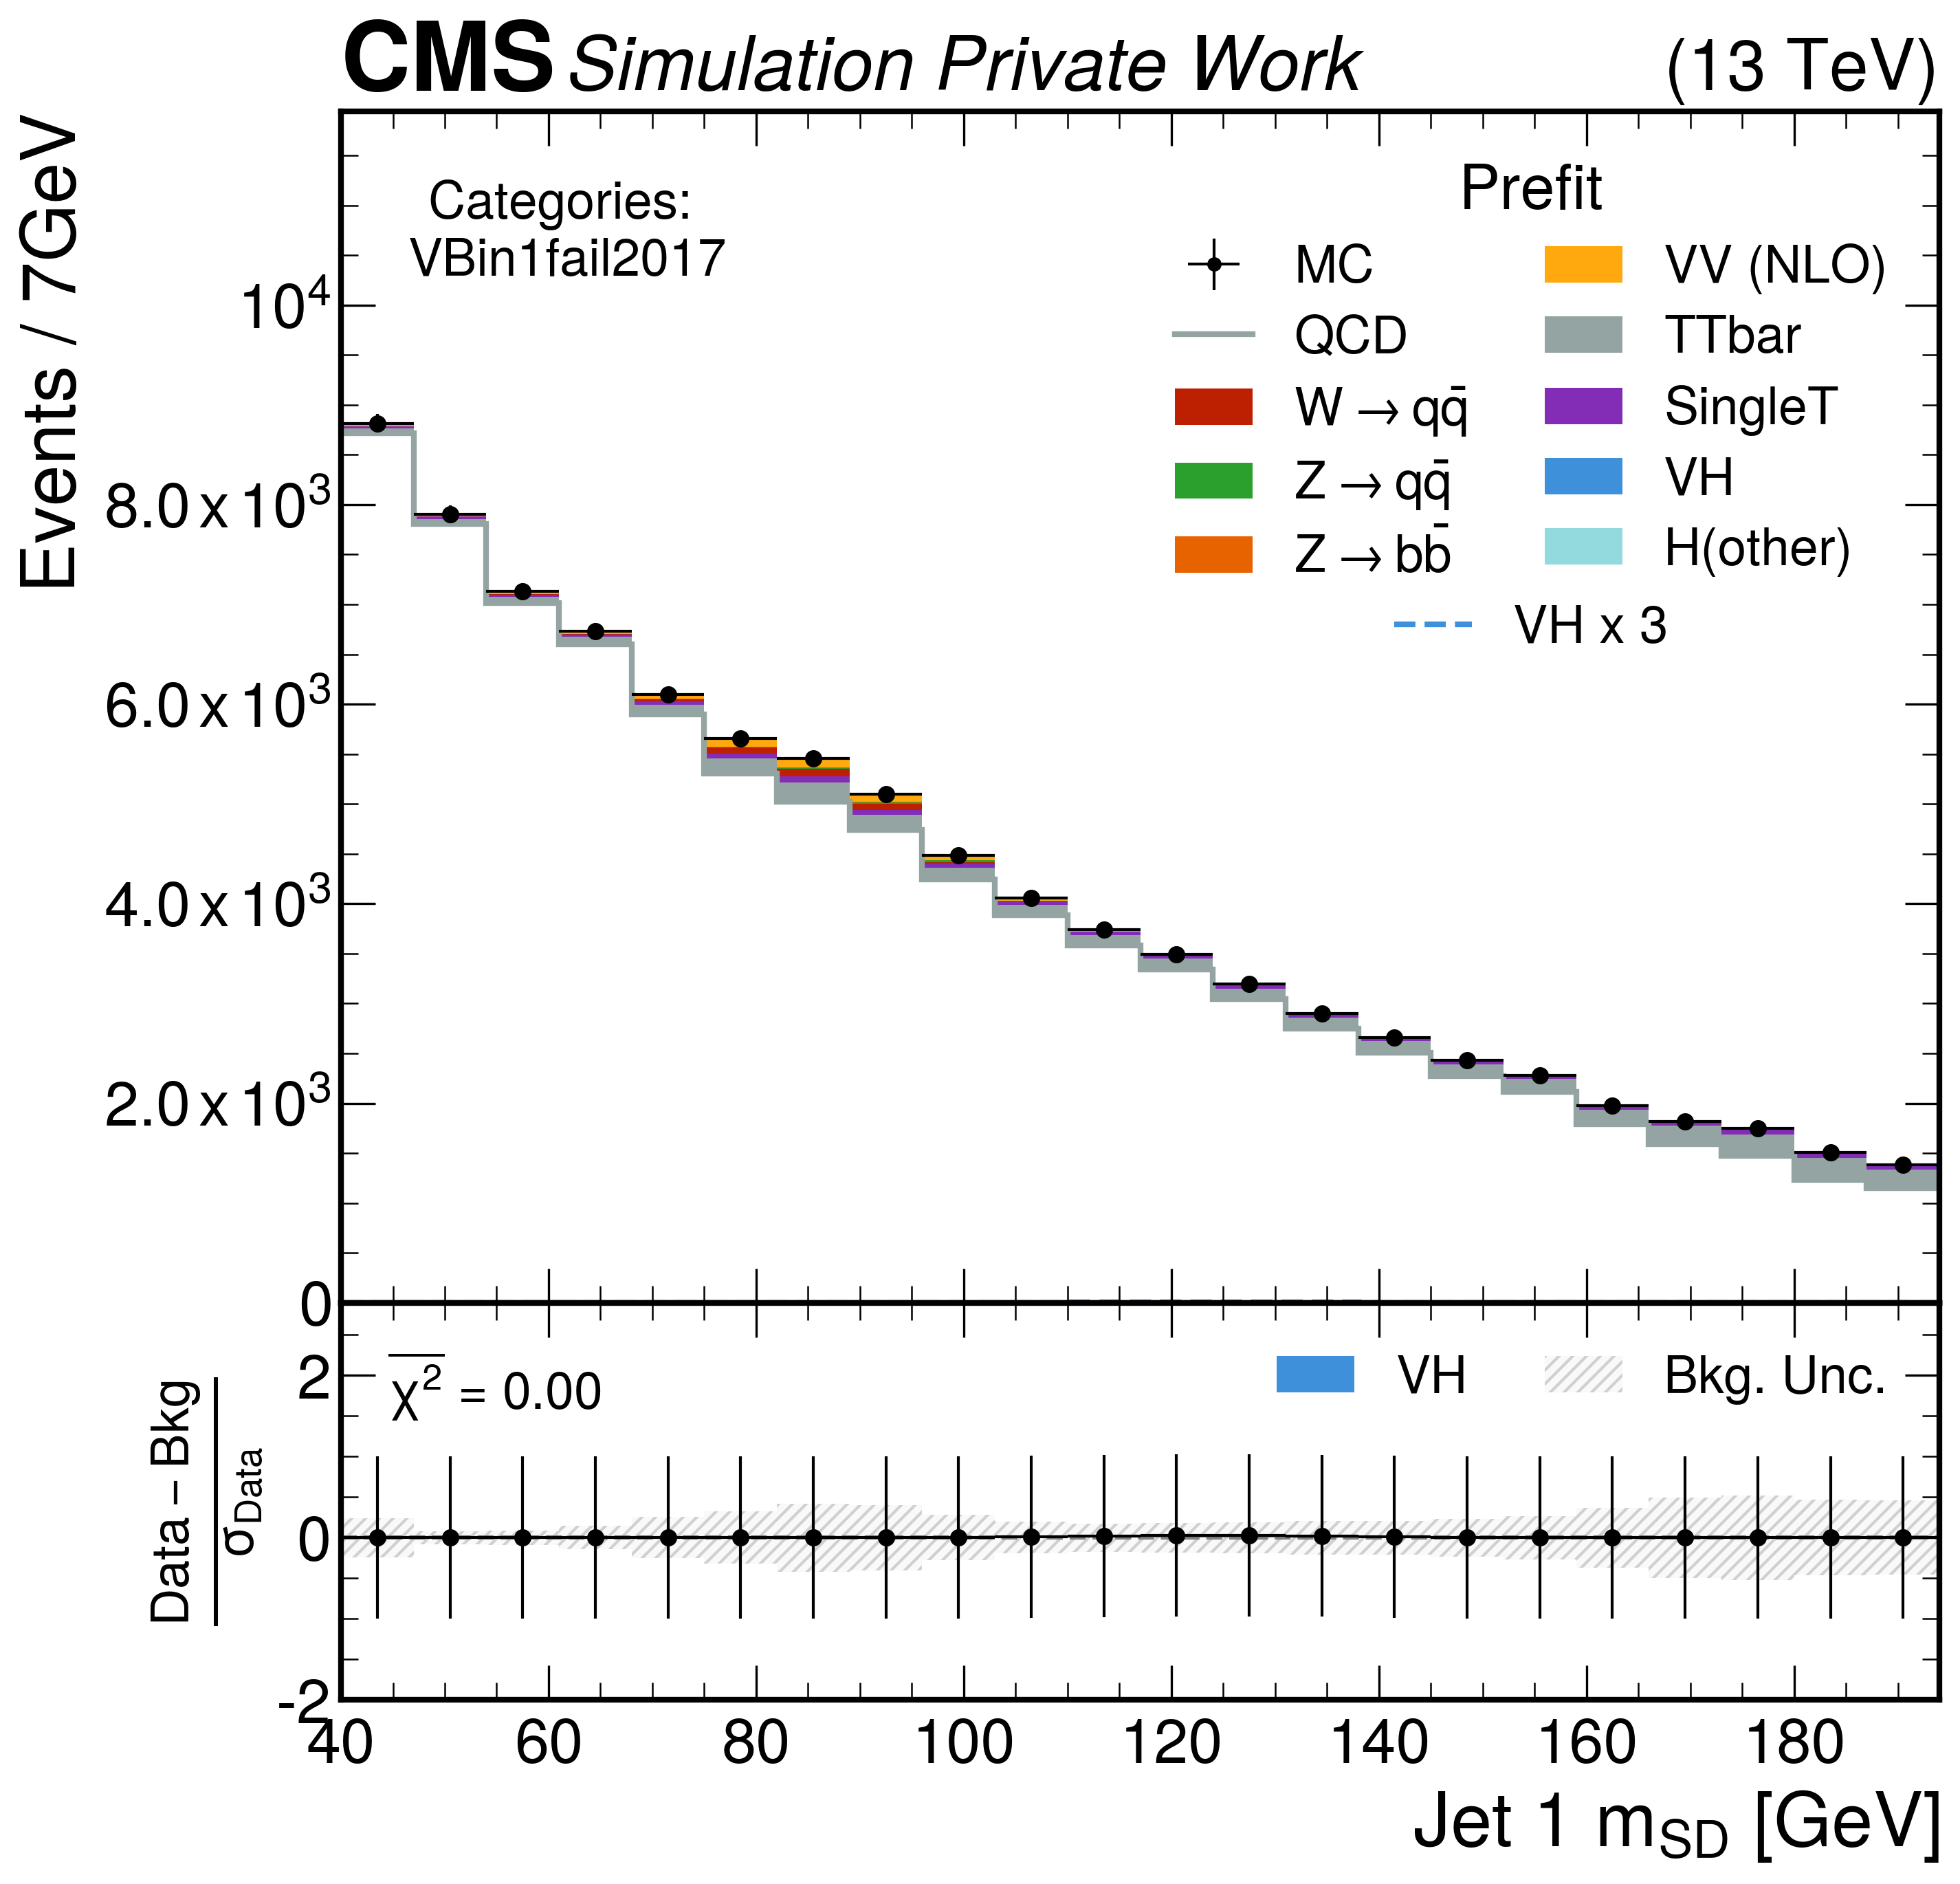 CMS Simulation Private Work (13 TeV)
Events / 7GeV
Categories:
VBin1fail2017
Prefit
MC
QCD
W → qq̄
Z → qq̄
Z → bb̄
VV (NLO)
TTbar
SingleT
VH
H(other)
VH x 3
10⁴
8.0 x 10³
6.0 x 10³
4.0 x 10³
2.0 x 10³
0
Data – Bkg
σ_Data
2
0
-2
χ² = 0.00
VH
Bkg. Unc.
40 60 80 100 120 140 160 180
Jet 1 m_SD [GeV]